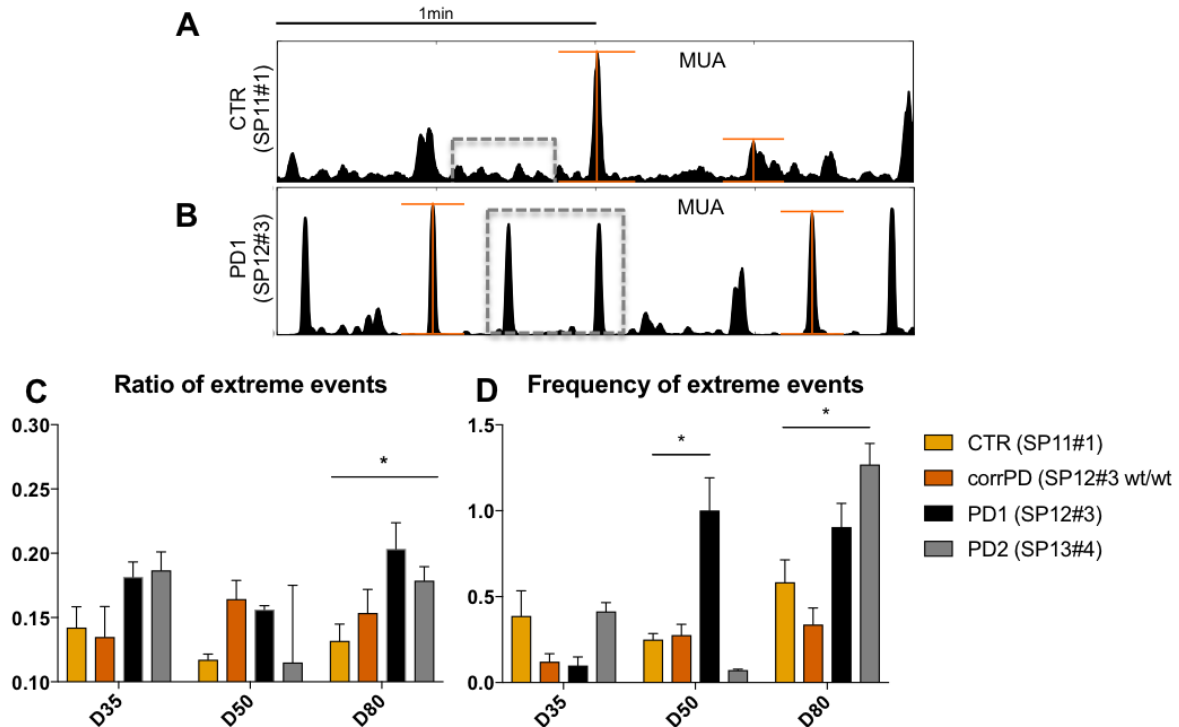 1min
A
CTR
(SP11#1)
MUA
B
PD1
(SP12#3)
MUA
C
Ratio of extreme events
0.30
0.25
0.20
0.15
0.10
*
D35
D50
D80
D
Frequency of extreme events
1.5
1.0
0.5
0.0
*
*
D35
D50
D80
CTR (SP11#1)
corrPD (SP12#3 wt/wt
PD1 (SP12#3)
PD2 (SP13#4)